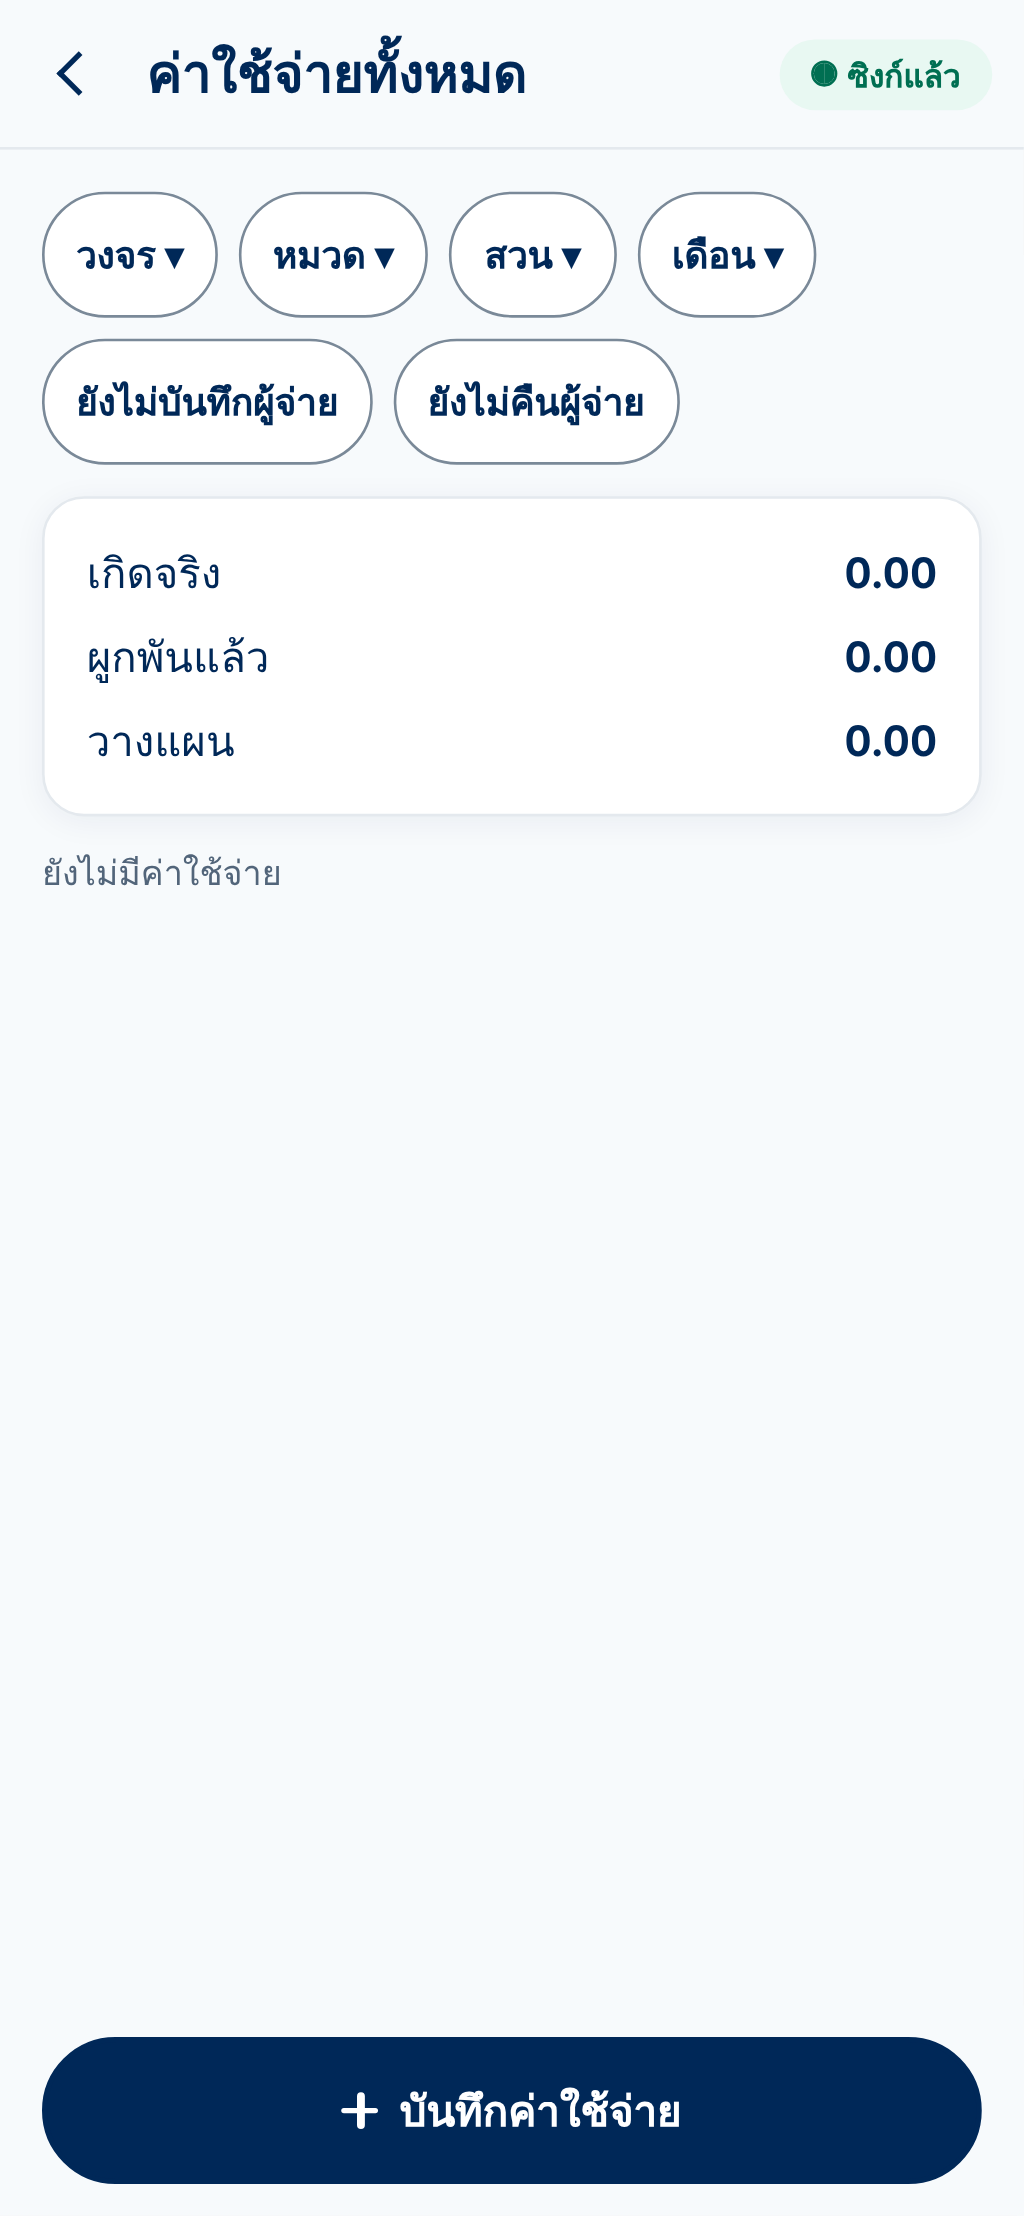 ค่าใช้จ่ายทั้งหมด ซิงก์แล้ว
วงจร ▾ หมวด ▾ สวน ▾ เดือน ▾
ยังไม่บันทึกผู้จ่าย ยังไม่คืนผู้จ่าย
เกิดจริง 0.00
ผูกพันแล้ว 0.00
วางแผน 0.00
ยังไม่มีค่าใช้จ่าย
+ บันทึกค่าใช้จ่าย